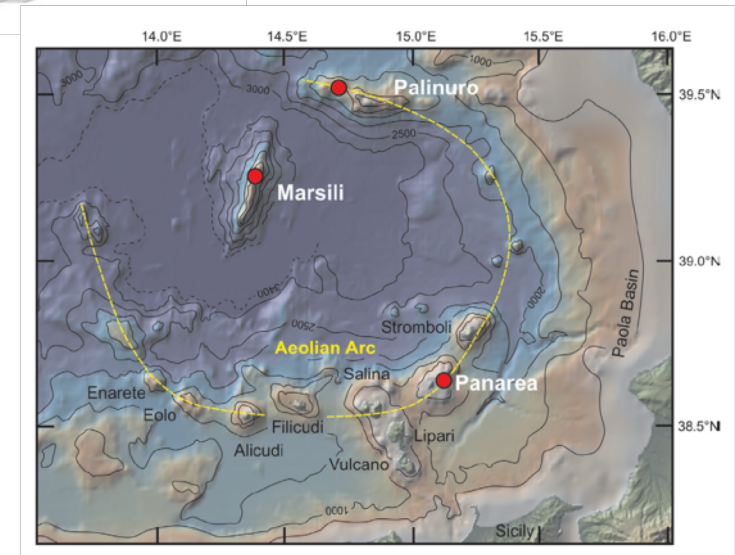 14.0°E 14.5°E 15.0°E 15.5°E 16.0°E
3000
3000
1000
Palinuro
39.5°N
2500
Marsili
39.0°N
3400
2500
2000
Paola Basin
Stromboli
Aeolian Arc
Salina
Panarea
Enarete
Eolo
Filicudi
38.5°N
Lipari
Alicudi
Vulcano
1000
Sicily